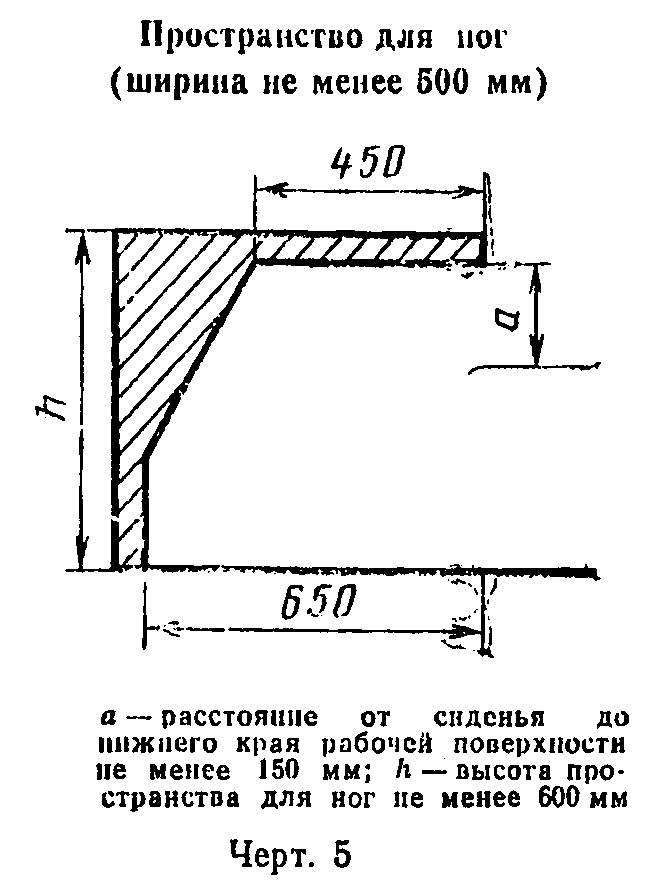 Пространство для ног
(ширина не менее 500 мм)
450
a
h
650
a — расстояние от сиденья до
нижнего края рабочей поверхности
не менее 150 мм; h — высота про-
странства для ног не менее 600 мм
Черт. 5